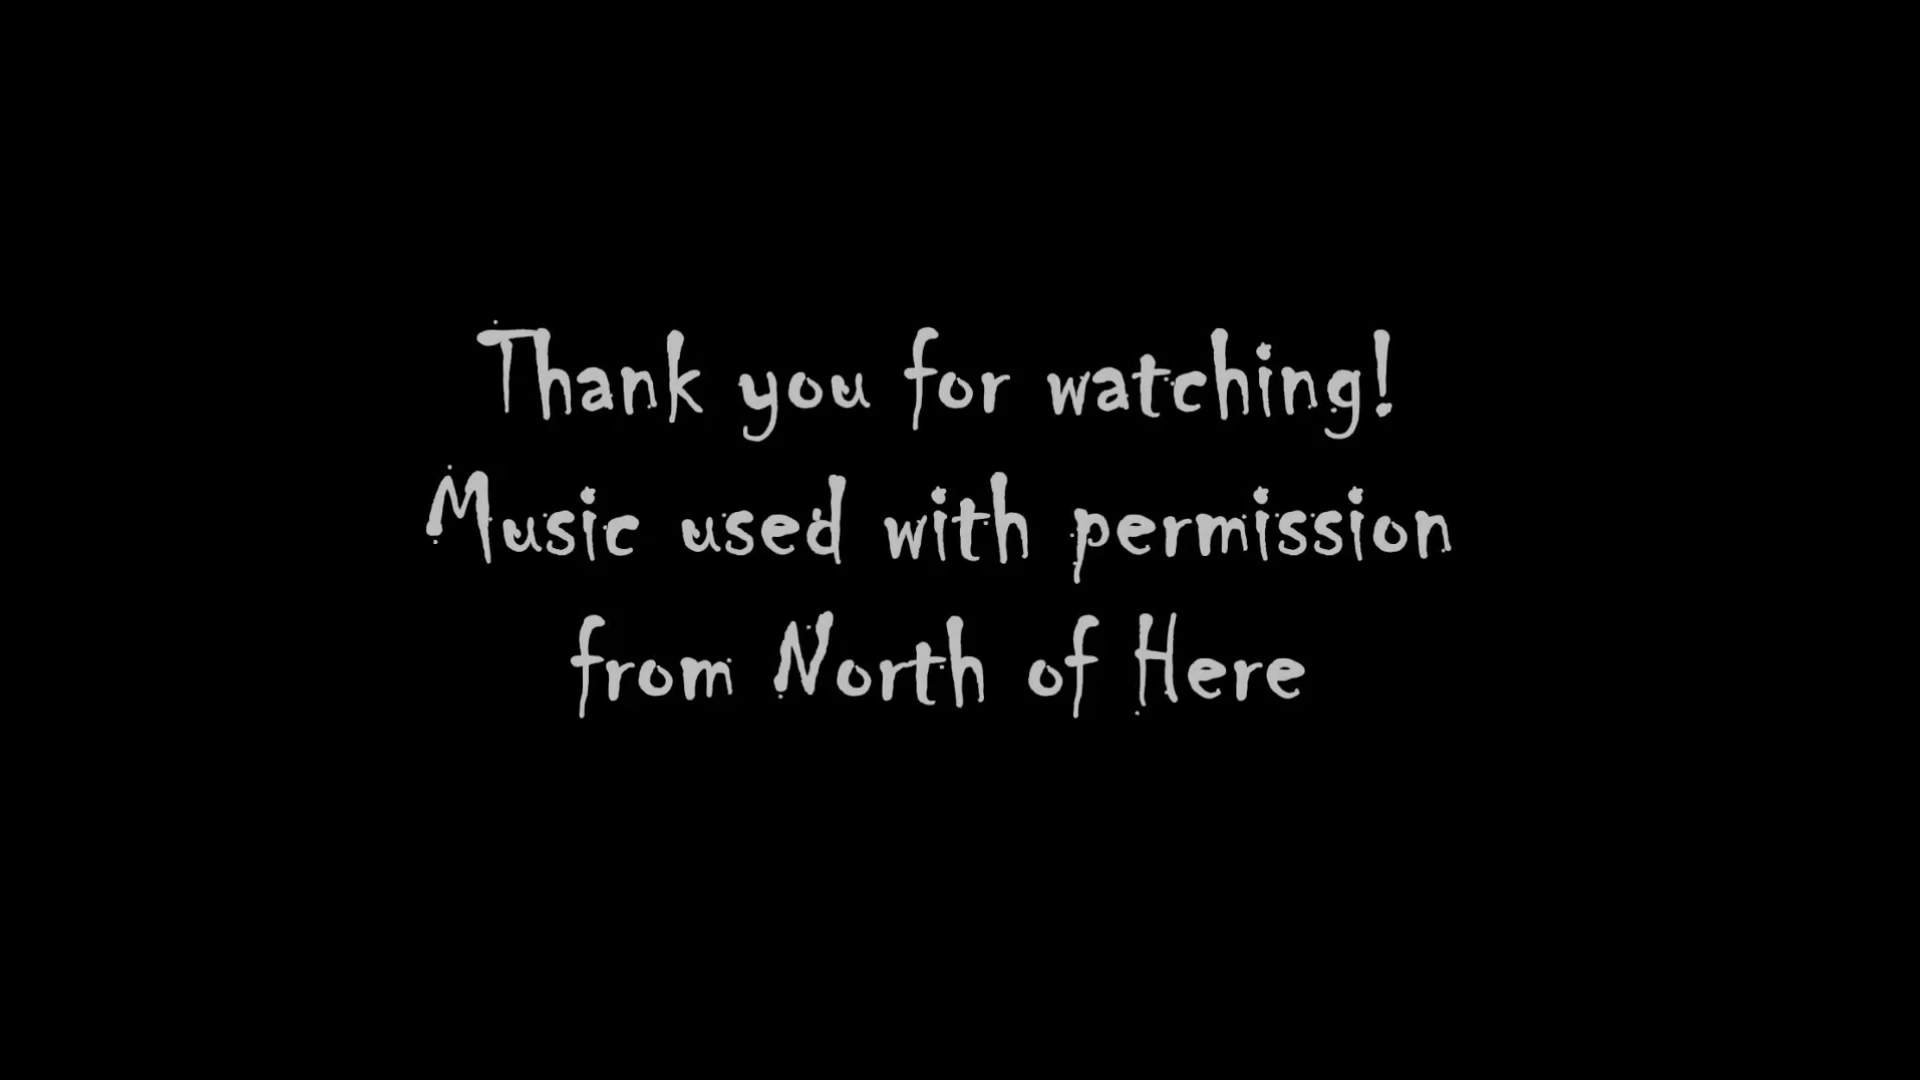 Thank you for watching!
Music used with permission
from North of Here